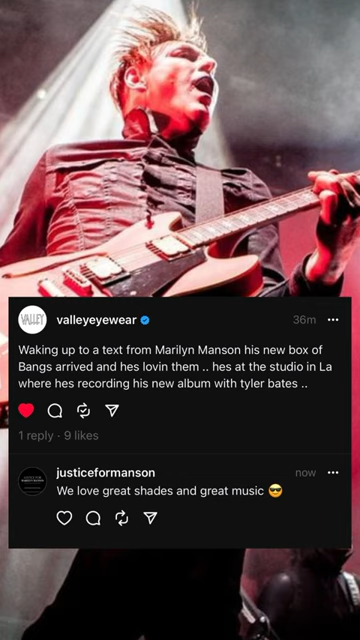 VALLEY
valleyeyewear
36m
Waking up to a text from Marilyn Manson his new box of
Bangs arrived and hes lovin them .. hes at the studio in La
where hes recording his new album with tyler bates ..
1 reply · 9 likes
justiceformanson
now
We love great shades and great music 😎